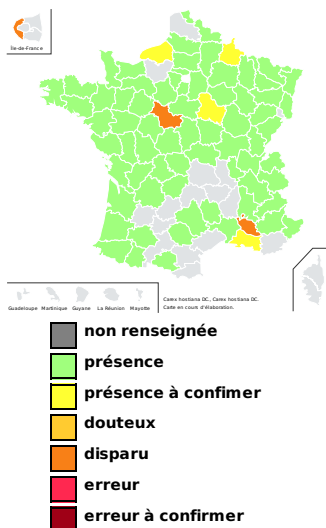 Île-de-France
Guadeloupe Martinique Guyane La Réunion Mayotte
Carex hostiana DC., Carex hostiana DC.
Carte en cours d'élaboration.
non renseignée
présence
présence à confimer
douteux
disparu
erreur
erreur à confirmer